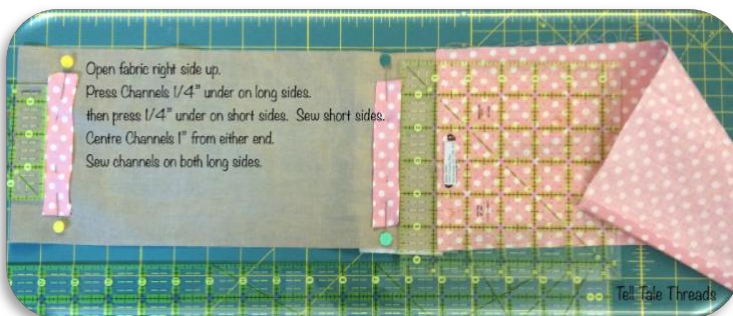 Open fabric right side up.
Press Channels 1/4" under on long sides.
then press 1/4" under on short sides.  Sew short sides.
Centre Channels 1" from either end.
Sew channels on both long sides.
Tell Tale Threads